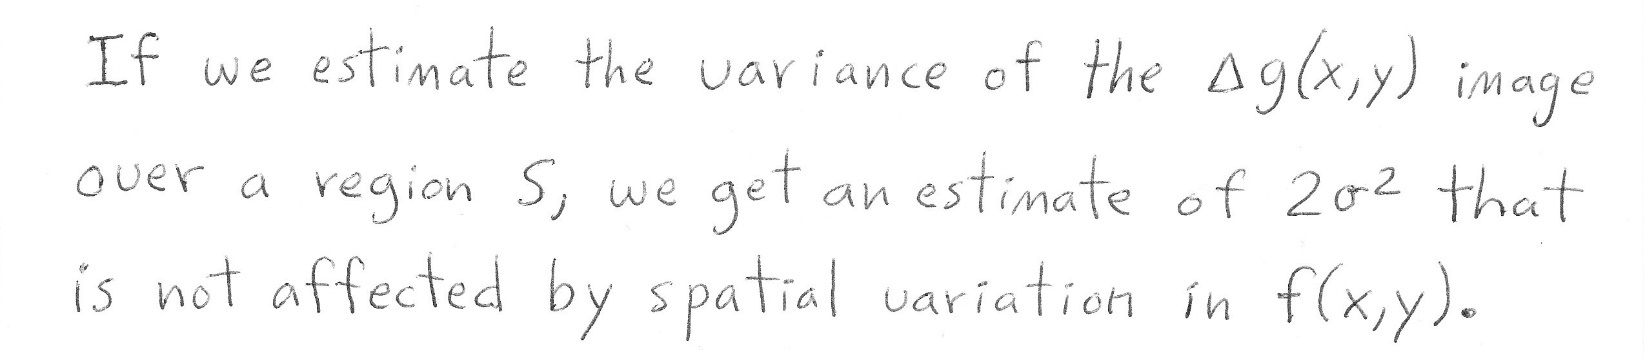 If we estimate the variance of the Δg(x,y) image
over a region S, we get an estimate of 2σ² that
is not affected by spatial variation in f(x,y).